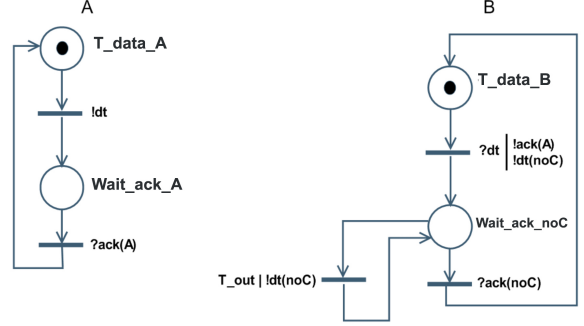 A
T_data_A
!dt
Wait_ack_A
?ack(A)
B
T_data_B
?dt | !ack(A)
!dt(noC)
Wait_ack_noC
T_out | !dt(noC)
?ack(noC)